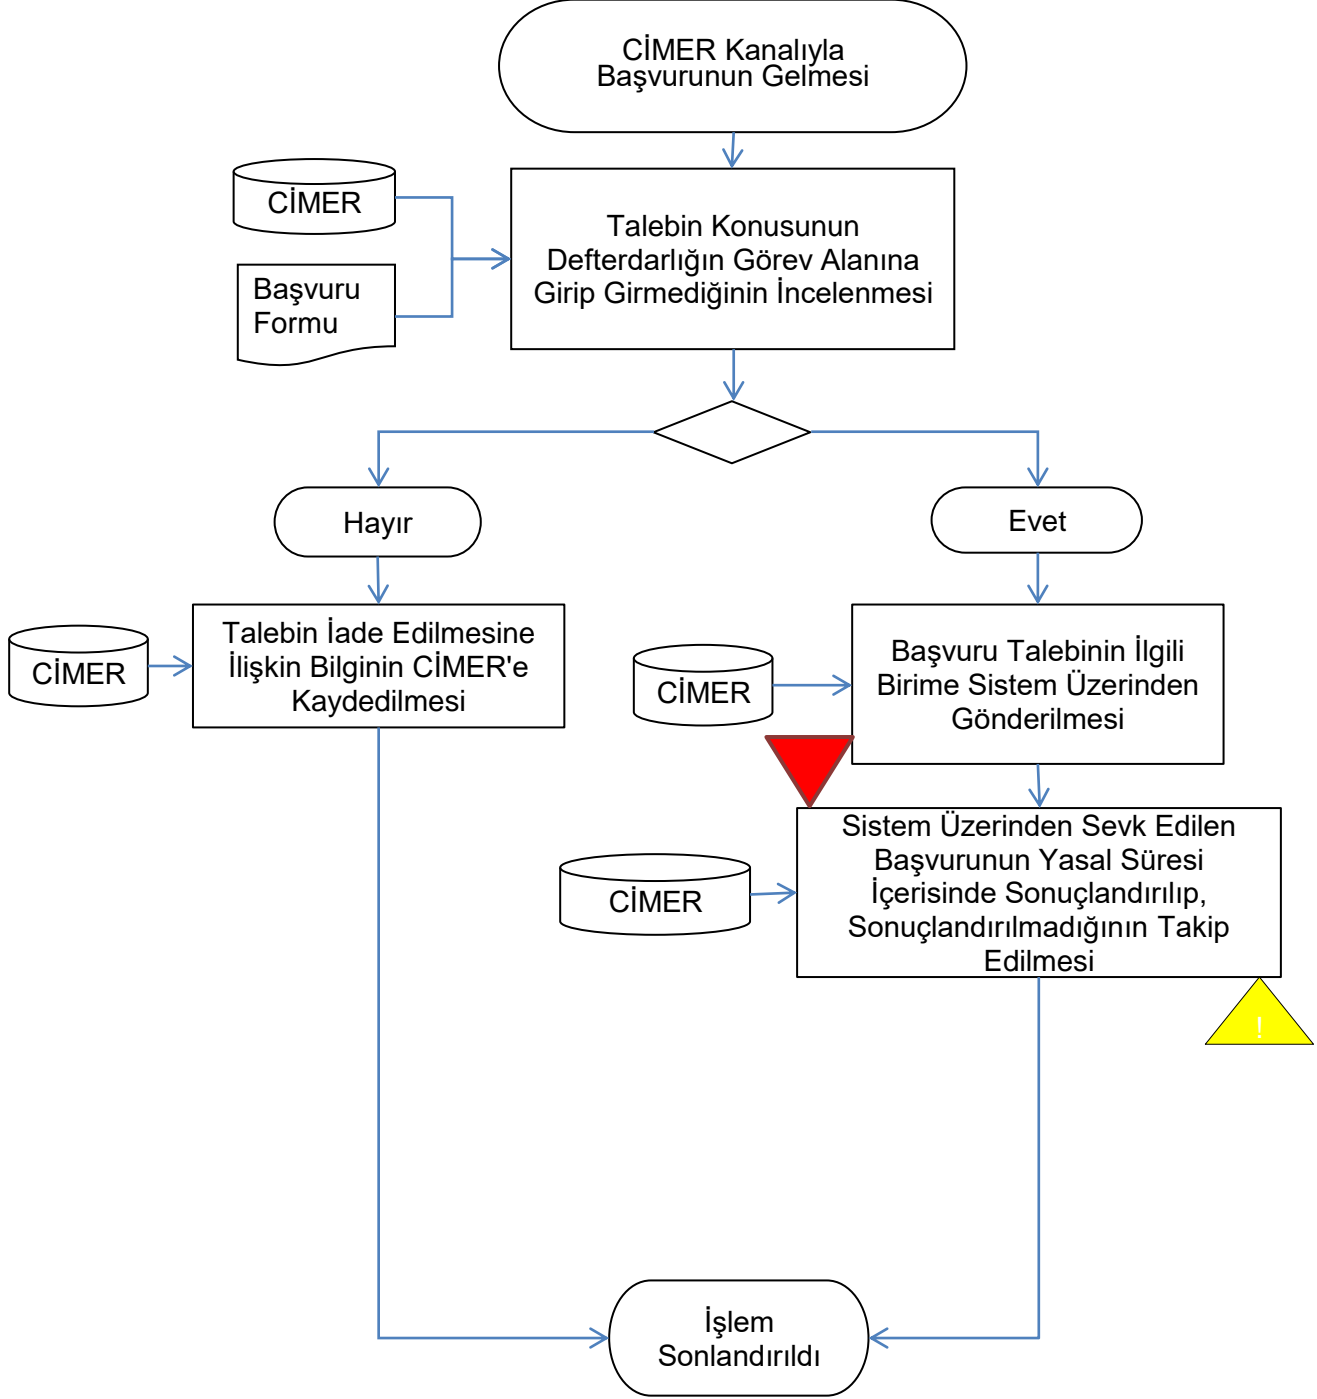 CİMER Kanalıyla
Başvurunun Gelmesi
CİMER
Başvuru
Formu
Talebin Konusunun
Defterdarlığın Görev Alanına
Girip Girmediğinin İncelenmesi
Hayır
Evet
CİMER
Talebin İade Edilmesine
İlişkin Bilginin CİMER'e
Kaydedilmesi
CİMER
Başvuru Talebinin İlgili
Birime Sistem Üzerinden
Gönderilmesi
CİMER
Sistem Üzerinden Sevk Edilen
Başvurunun Yasal Süresi
İçerisinde Sonuçlandırılıp,
Sonuçlandırılmadığının Takip
Edilmesi
!
İşlem
Sonlandırıldı